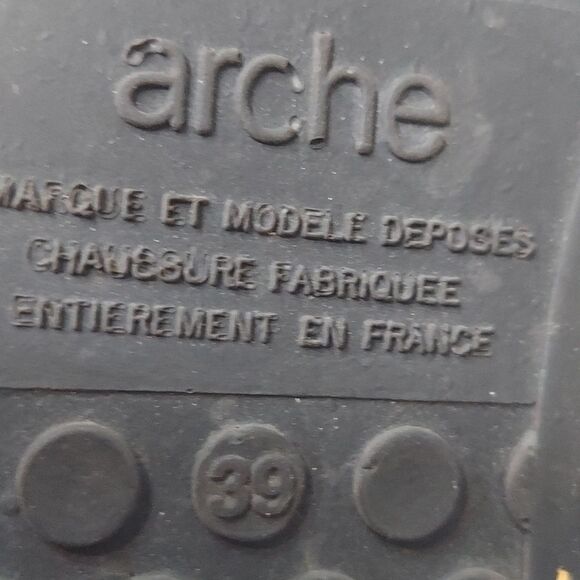 arche
MARQUE ET MODELE DEPOSES
CHAUSSURE FABRIQUEE
ENTIEREMENT EN FRANCE
39